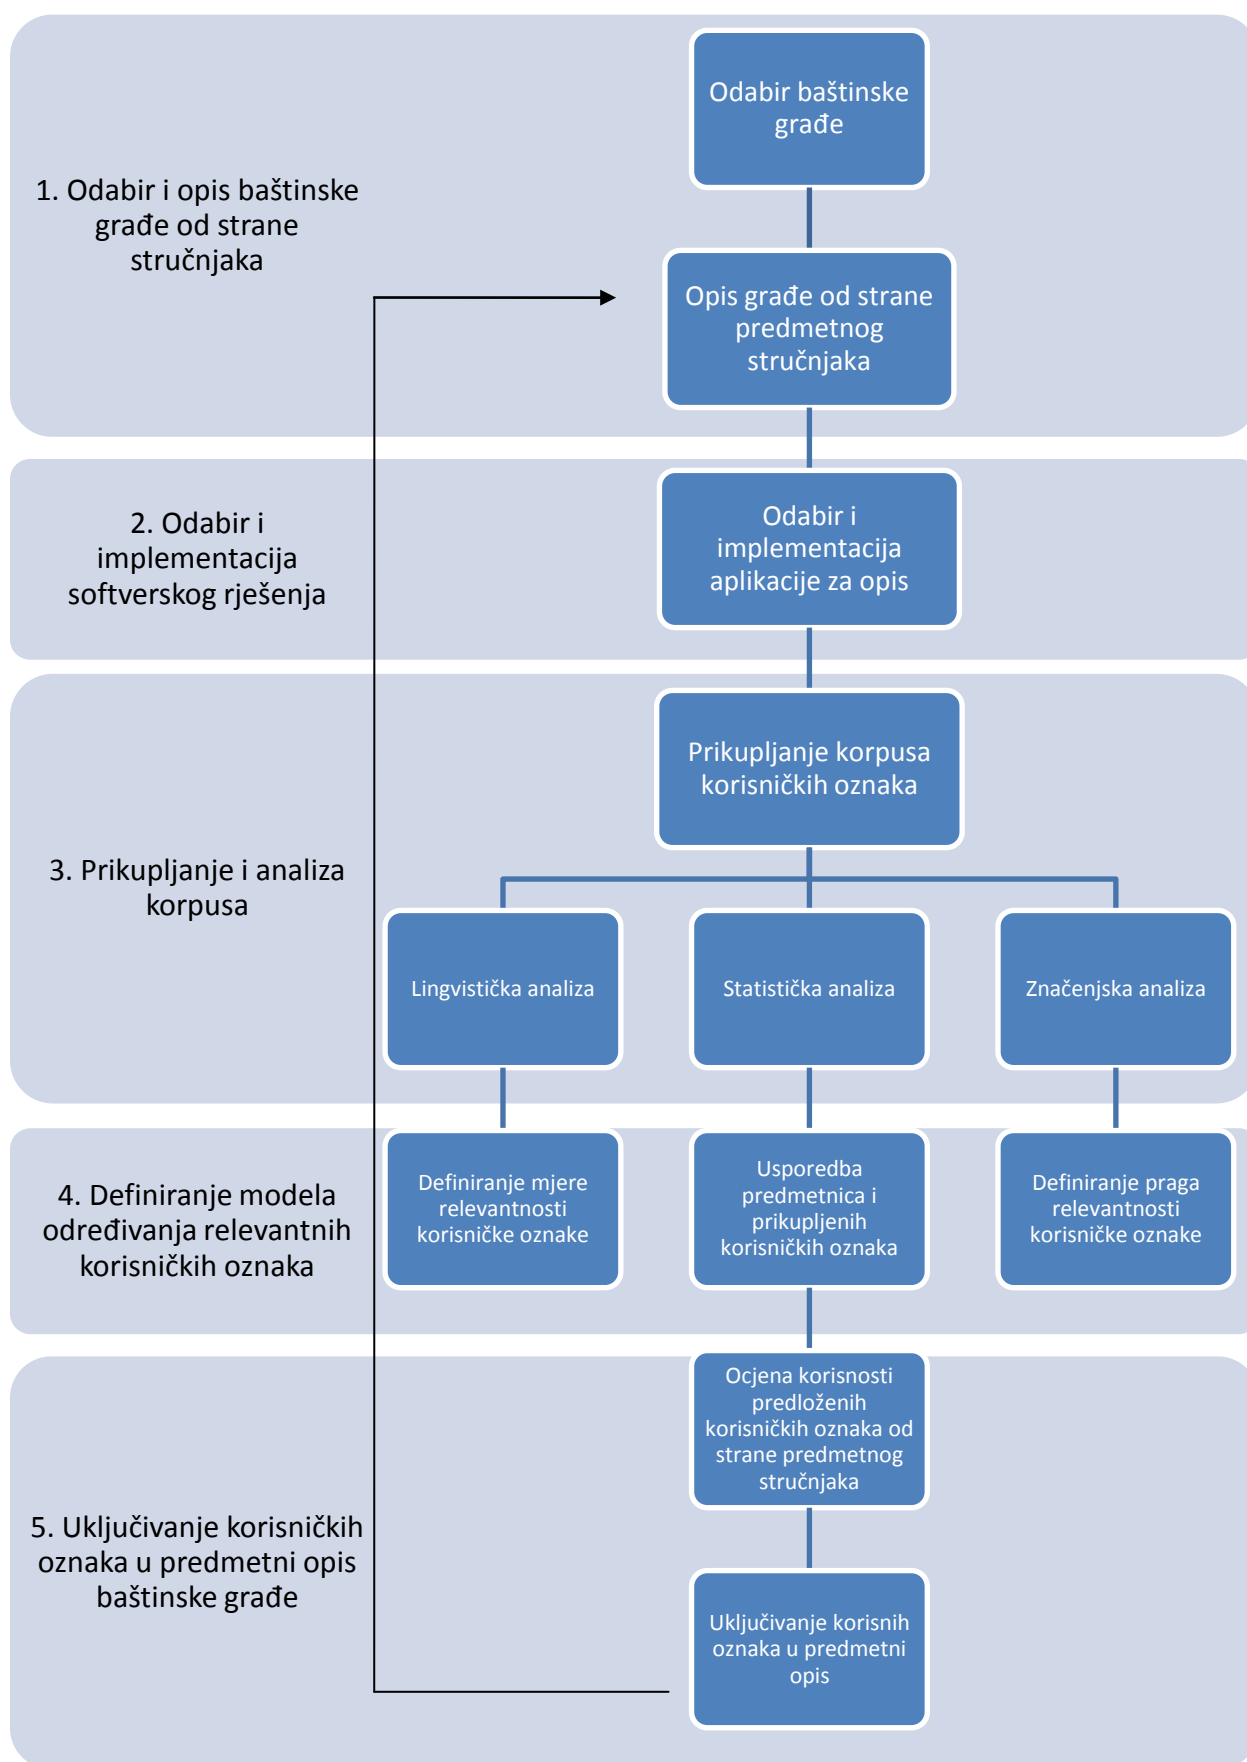 Odabir baštinske
građe
1. Odabir i opis baštinske
građe od strane
stručnjaka
Opis građe od strane
predmetnog
stručnjaka
2. Odabir i
implementacija
softverskog rješenja
Odabir i
implementacija
aplikacije za opis
3. Prikupljanje i analiza
korpusa
Prikupljanje korpusa
korisničkih oznaka
Lingvistička analiza
Statistička analiza
Značenjska analiza
4. Definiranje modela
određivanja relevantnih
korisničkih oznaka
Definiranje mjere
relevantnosti
korisničke oznake
Usporedba
predmetnica i
prikupljenih
korisničkih oznaka
Definiranje praga
relevantnosti
korisničke oznake
5. Uključivanje korisničkih
oznaka u predmetni opis
baštinske građe
Ocjena korisnosti
predloženih
korisničkih oznaka od
strane predmetnog
stručnjaka
Uključivanje korisnih
oznaka u predmetni
opis